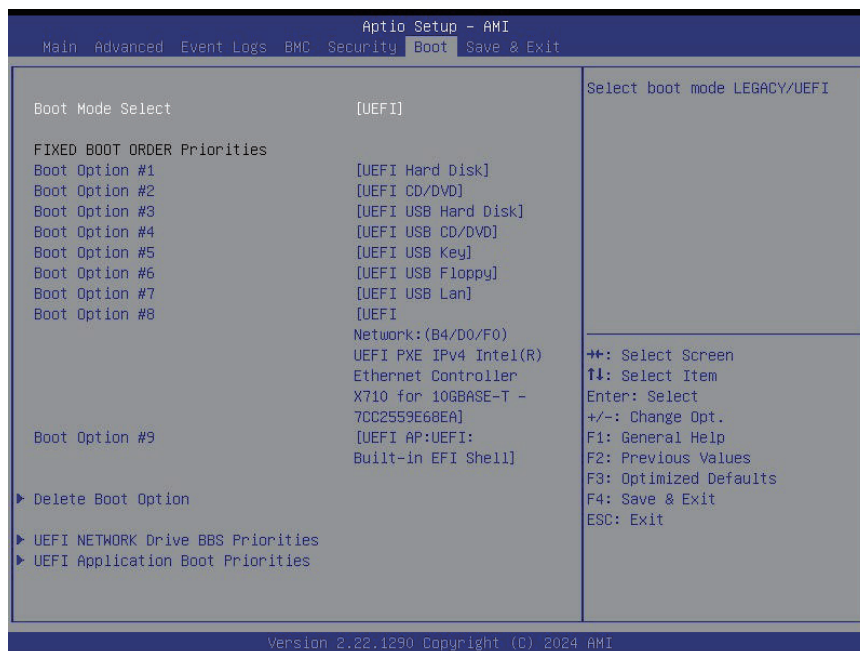 Aptio Setup – AMI
Main Advanced Event Logs BMC Security Boot Save & Exit
Boot Mode Select [UEFI]
FIXED BOOT ORDER Priorities
Boot Option #1 [UEFI Hard Disk]
Boot Option #2 [UEFI CD/DVD]
Boot Option #3 [UEFI USB Hard Disk]
Boot Option #4 [UEFI USB CD/DVD]
Boot Option #5 [UEFI USB Key]
Boot Option #6 [UEFI USB Floppy]
Boot Option #7 [UEFI USB Lan]
Boot Option #8 [UEFI
Network:(B4/D0/F0)
UEFI PXE IPv4 Intel(R)
Ethernet Controller
X710 for 10GBASE-T –
7CC2559E68EA]
Boot Option #9 [UEFI AP:UEFI:
Built-in EFI Shell]
▶ Delete Boot Option
▶ UEFI NETWORK Drive BBS Priorities
▶ UEFI Application Boot Priorities
Select boot mode LEGACY/UEFI
→←: Select Screen
↑↓: Select Item
Enter: Select
+/-: Change Opt.
F1: General Help
F2: Previous Values
F3: Optimized Defaults
F4: Save & Exit
ESC: Exit
Version 2.22.1290 Copyright (C) 2024 AMI